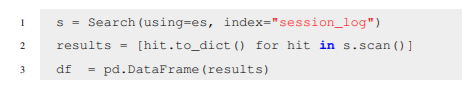 1 s = Search(using=es, index="session_log")
2 results = [hit.to_dict() for hit in s.scan()]
3 df = pd.DataFrame(results)